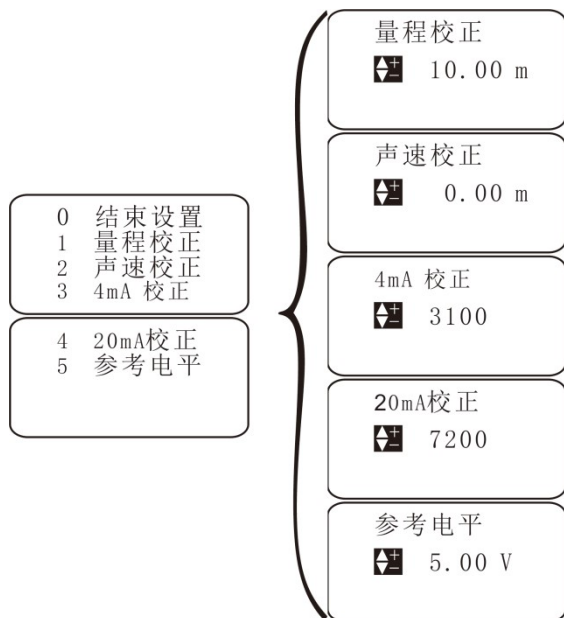 0 结束设置
1 量程校正
2 声速校正
3 4mA 校正
4 20mA校正
5 参考电平
量程校正
10.00 m
声速校正
0.00 m
4mA 校正
3100
20mA校正
7200
参考电平
5.00 V